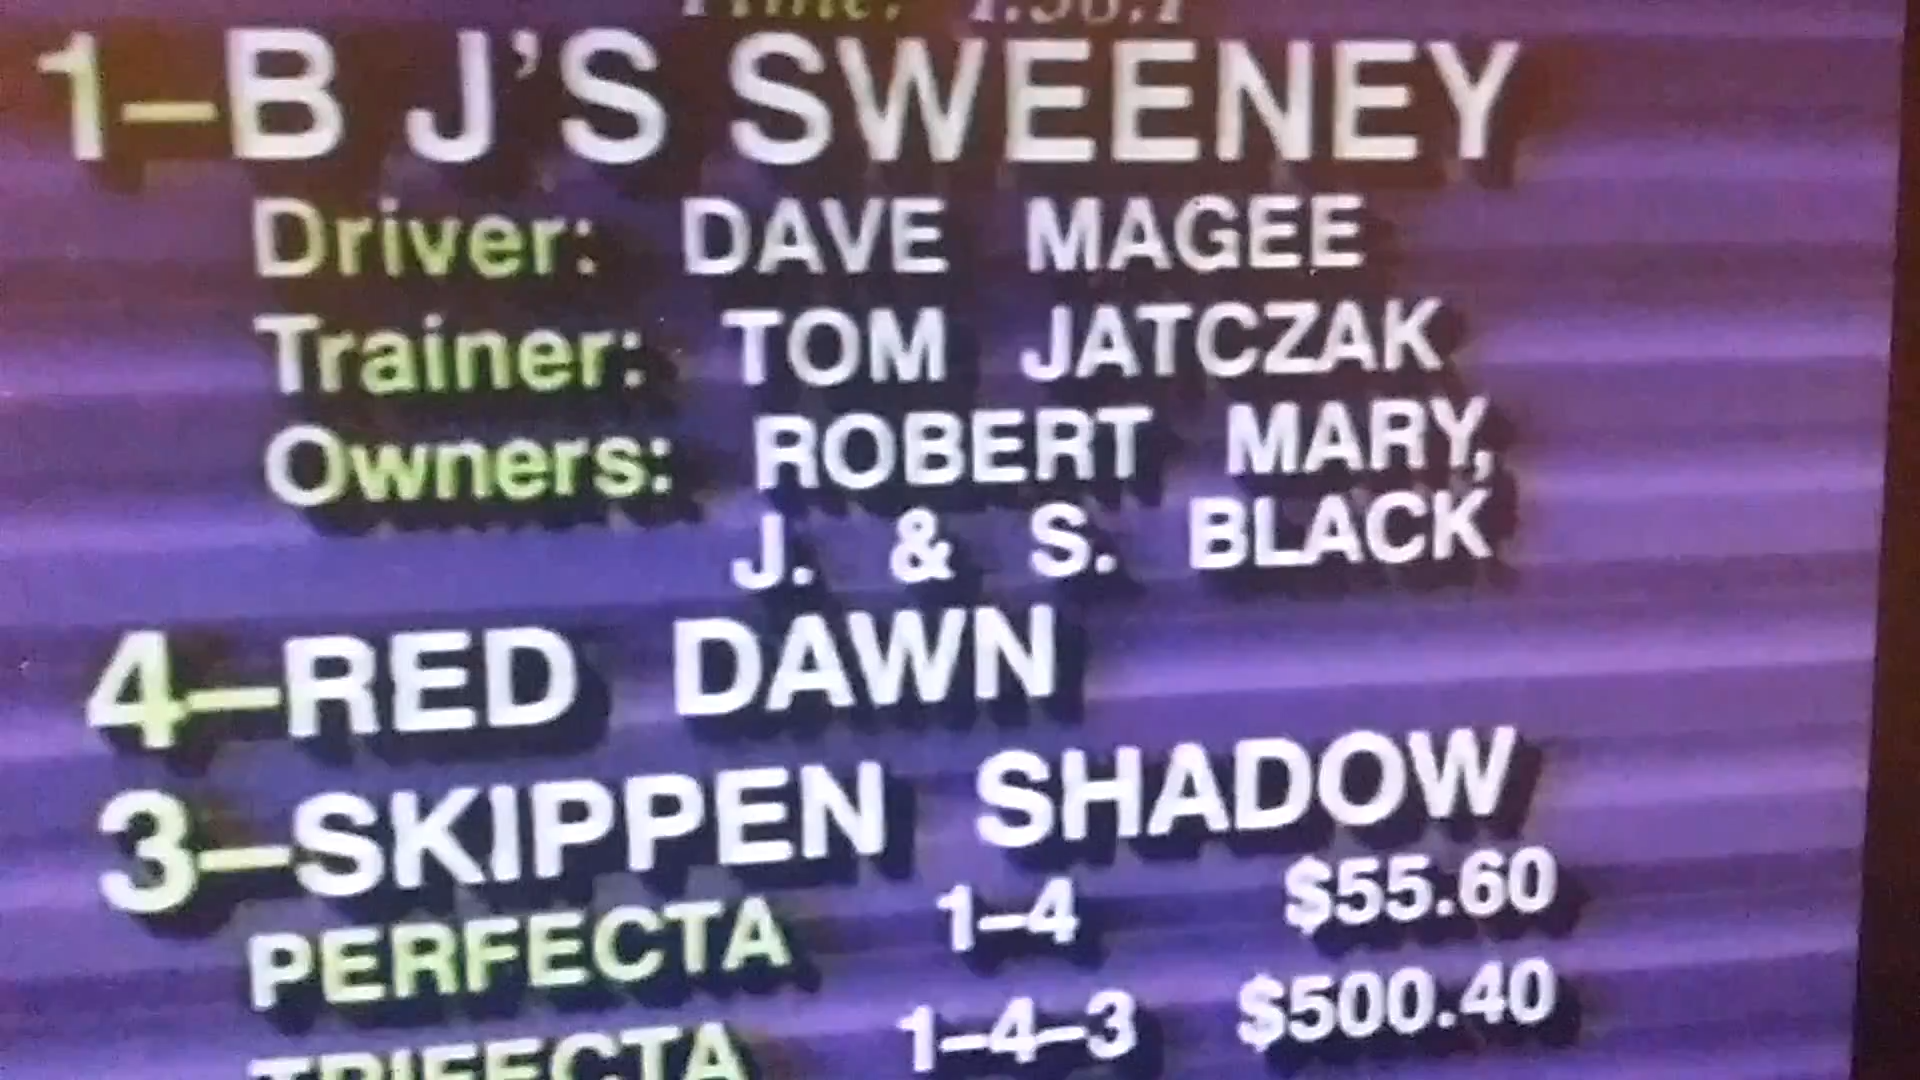 1–B J'S SWEENEY
Driver: DAVE MAGEE
Trainer: TOM JATCZAK
Owners: ROBERT MARY,
J. & S. BLACK
4–RED DAWN
3–SKIPPEN SHADOW
PERFECTA 1–4 $55.60
TRIFECTA 1–4–3 $500.40